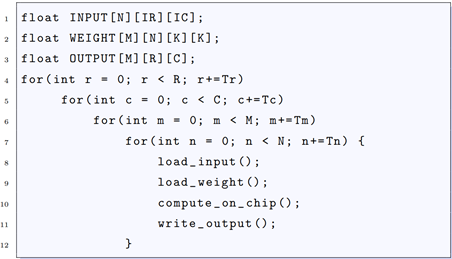 1 float INPUT[N][IR][IC];
2 float WEIGHT[M][N][K][K];
3 float OUTPUT[M][R][C];
4 for(int r = 0; r < R; r+=Tr)
5 for(int c = 0; c < C; c+=Tc)
6 for(int m = 0; m < M; m+=Tm)
7 for(int n = 0; n < N; n+=Tn) {
8 load_input();
9 load_weight();
10 compute_on_chip();
11 write_output();
12 }